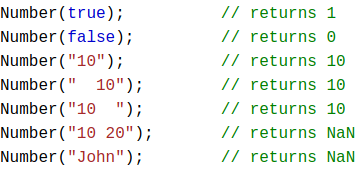 Number(true);          // returns 1
Number(false);         // returns 0
Number("10");          // returns 10
Number("  10");        // returns 10
Number("10  ");        // returns 10
Number("10 20");       // returns NaN
Number("John");        // returns NaN